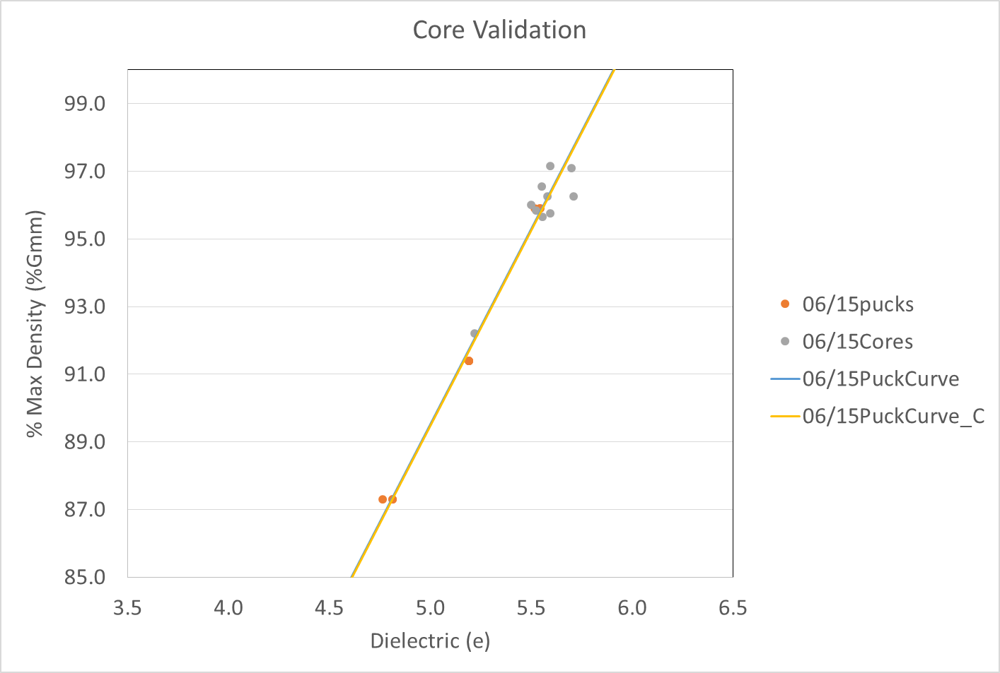 Core Validation
99.0
97.0
95.0
93.0
91.0
89.0
87.0
85.0
% Max Density (%Gmm)
3.5 4.0 4.5 5.0 5.5 6.0 6.5
Dielectric (e)
06/15pucks
06/15Cores
06/15PuckCurve
06/15PuckCurve_C